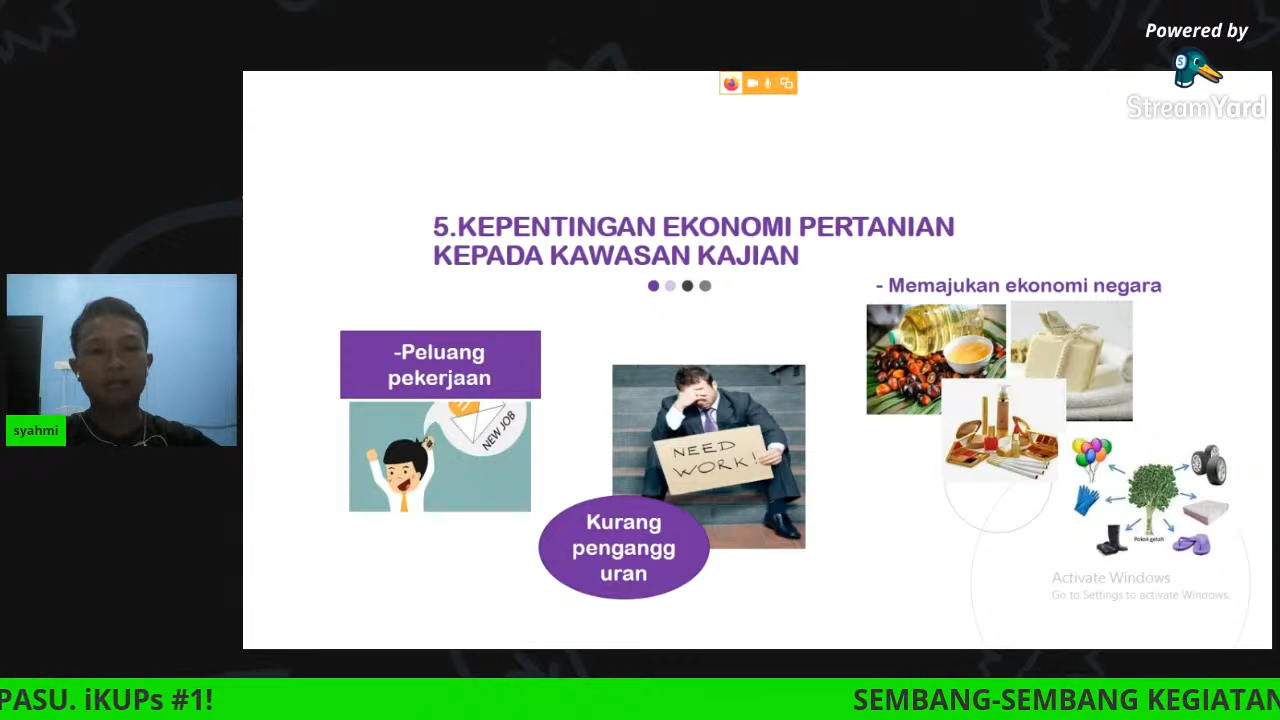 Powered by
StreamYard
5.KEPENTINGAN EKONOMI PERTANIAN
KEPADA KAWASAN KAJIAN
- Memajukan ekonomi negara
-Peluang
pekerjaan
NEW JOB
NEED
WORK!
Kurang
pengangg
uran
Pokok getah
syahmi
Activate Windows
Go to Settings to activate Windows.
PASU. iKUPs #1!
SEMBANG-SEMBANG KEGIATAN